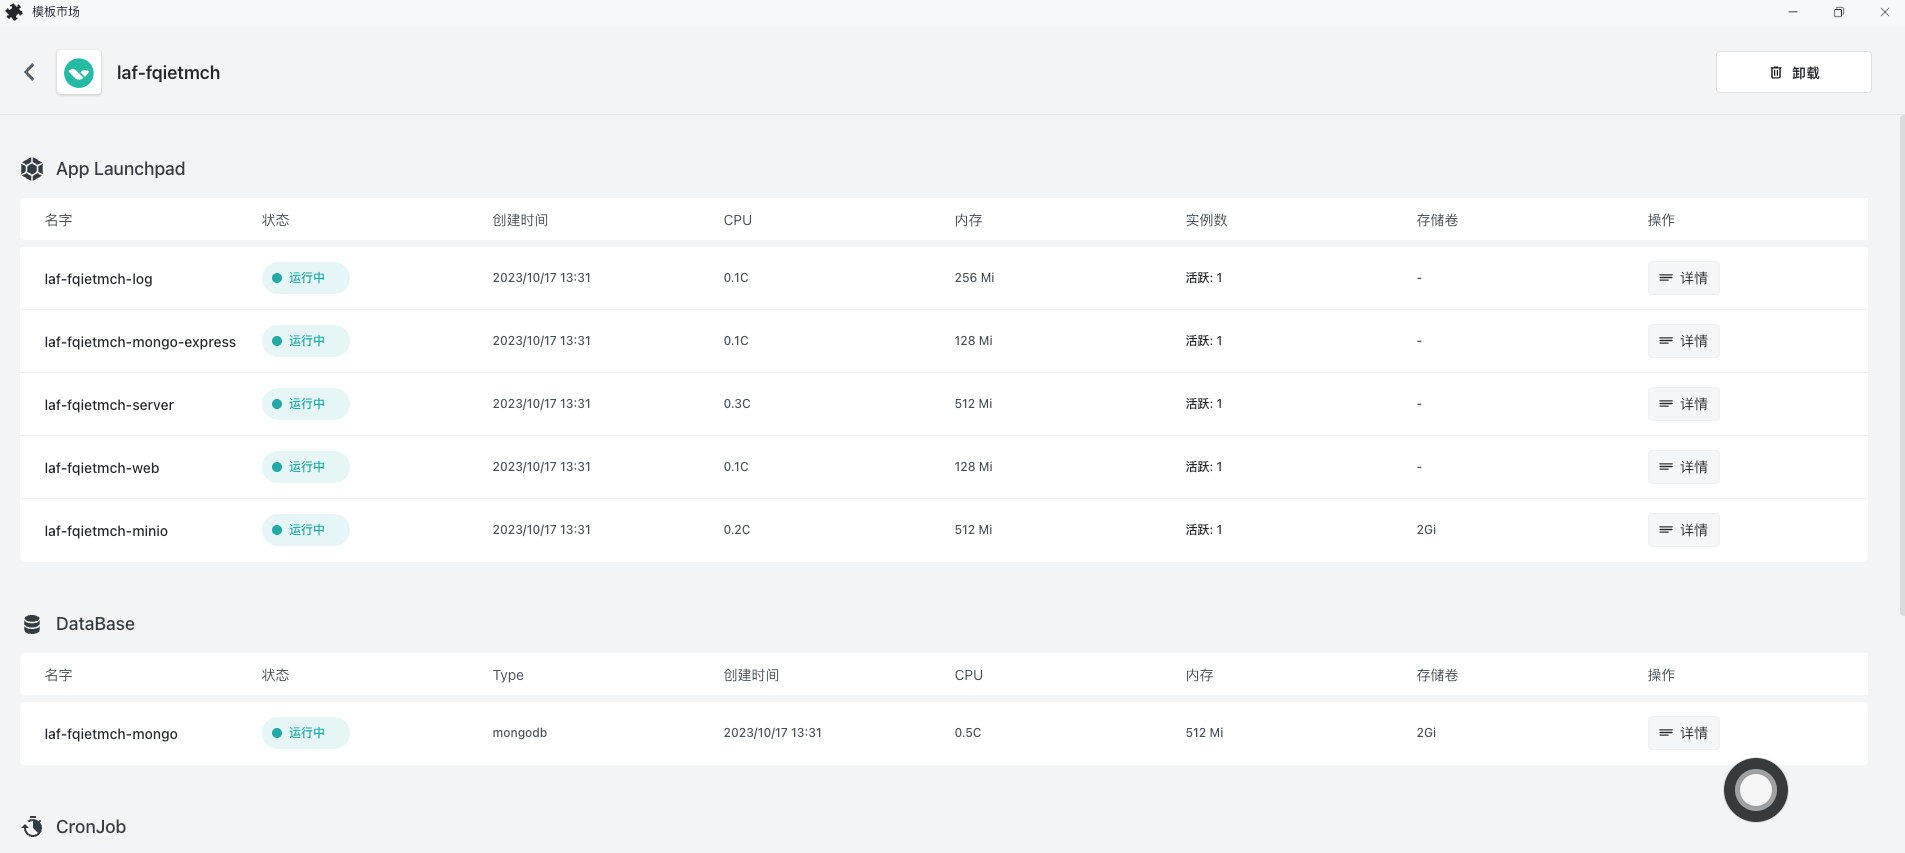 模板市场
laf-fqietmch
卸载
App Launchpad
名字 状态 创建时间 CPU 内存 实例数 存储卷 操作
laf-fqietmch-log 运行中 2023/10/17 13:31 0.1C 256 Mi 活跃: 1 - 详情
laf-fqietmch-mongo-express 运行中 2023/10/17 13:31 0.1C 128 Mi 活跃: 1 - 详情
laf-fqietmch-server 运行中 2023/10/17 13:31 0.3C 512 Mi 活跃: 1 - 详情
laf-fqietmch-web 运行中 2023/10/17 13:31 0.1C 128 Mi 活跃: 1 - 详情
laf-fqietmch-minio 运行中 2023/10/17 13:31 0.2C 512 Mi 活跃: 1 2Gi 详情
DataBase
名字 状态 Type 创建时间 CPU 内存 存储卷 操作
laf-fqietmch-mongo 运行中 mongodb 2023/10/17 13:31 0.5C 512 Mi 2Gi 详情
CronJob